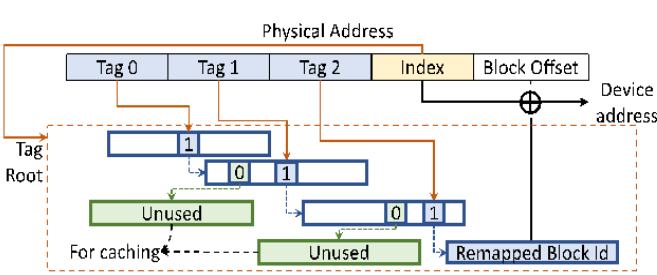 Physical Address
Tag 0 Tag 1 Tag 2 Index Block Offset
Device
address
Tag
Root
1
0 1
Unused
0 1
For caching
Unused
Remapped Block Id